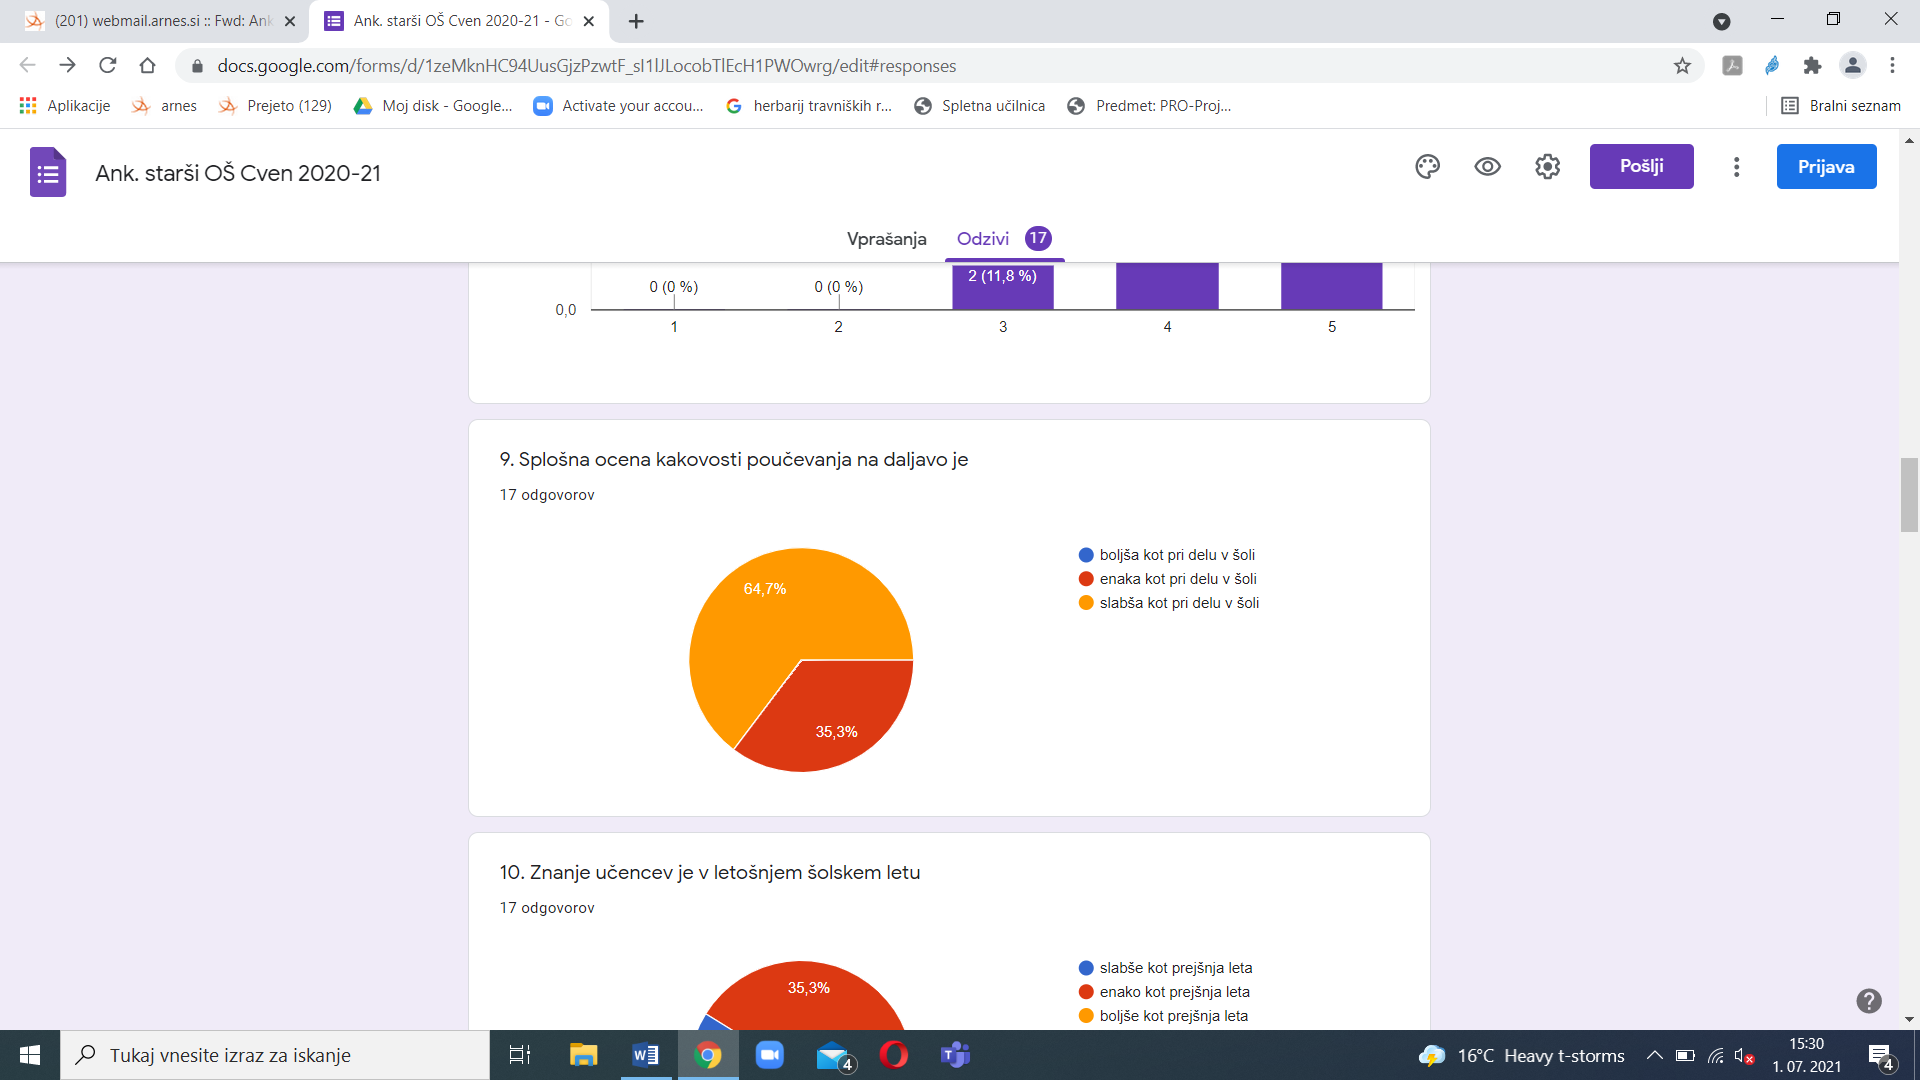 (201) webmail.arnes.si :: Fwd: Ank
Ank. starši OŠ Cven 2020-21 - Go
docs.google.com/forms/d/1zeMknHC94UusGjzPzwtF_sI1lJLocobTlEcH1PWOwrg/edit#responses
Aplikacije
arnes
Prejeto (129)
Moj disk - Google...
Activate your accou...
herbarij travniških r...
Spletna učilnica
Predmet: PRO-Proj...
Bralni seznam
Ank. starši OŠ Cven 2020-21
Pošlji
Prijava
Vprašanja
Odzivi 17
0 (0 %)
0 (0 %)
2 (11,8 %)
0,0
1
2
3
4
5
9. Splošna ocena kakovosti poučevanja na daljavo je
17 odgovorov
64,7%
35,3%
boljša kot pri delu v šoli
enaka kot pri delu v šoli
slabša kot pri delu v šoli
10. Znanje učencev je v letošnjem šolskem letu
17 odgovorov
35,3%
slabše kot prejšnja leta
enako kot prejšnja leta
boljše kot prejšnja leta
Tukaj vnesite izraz za iskanje
4
16°C Heavy t-storms
15:30
1. 07. 2021
4